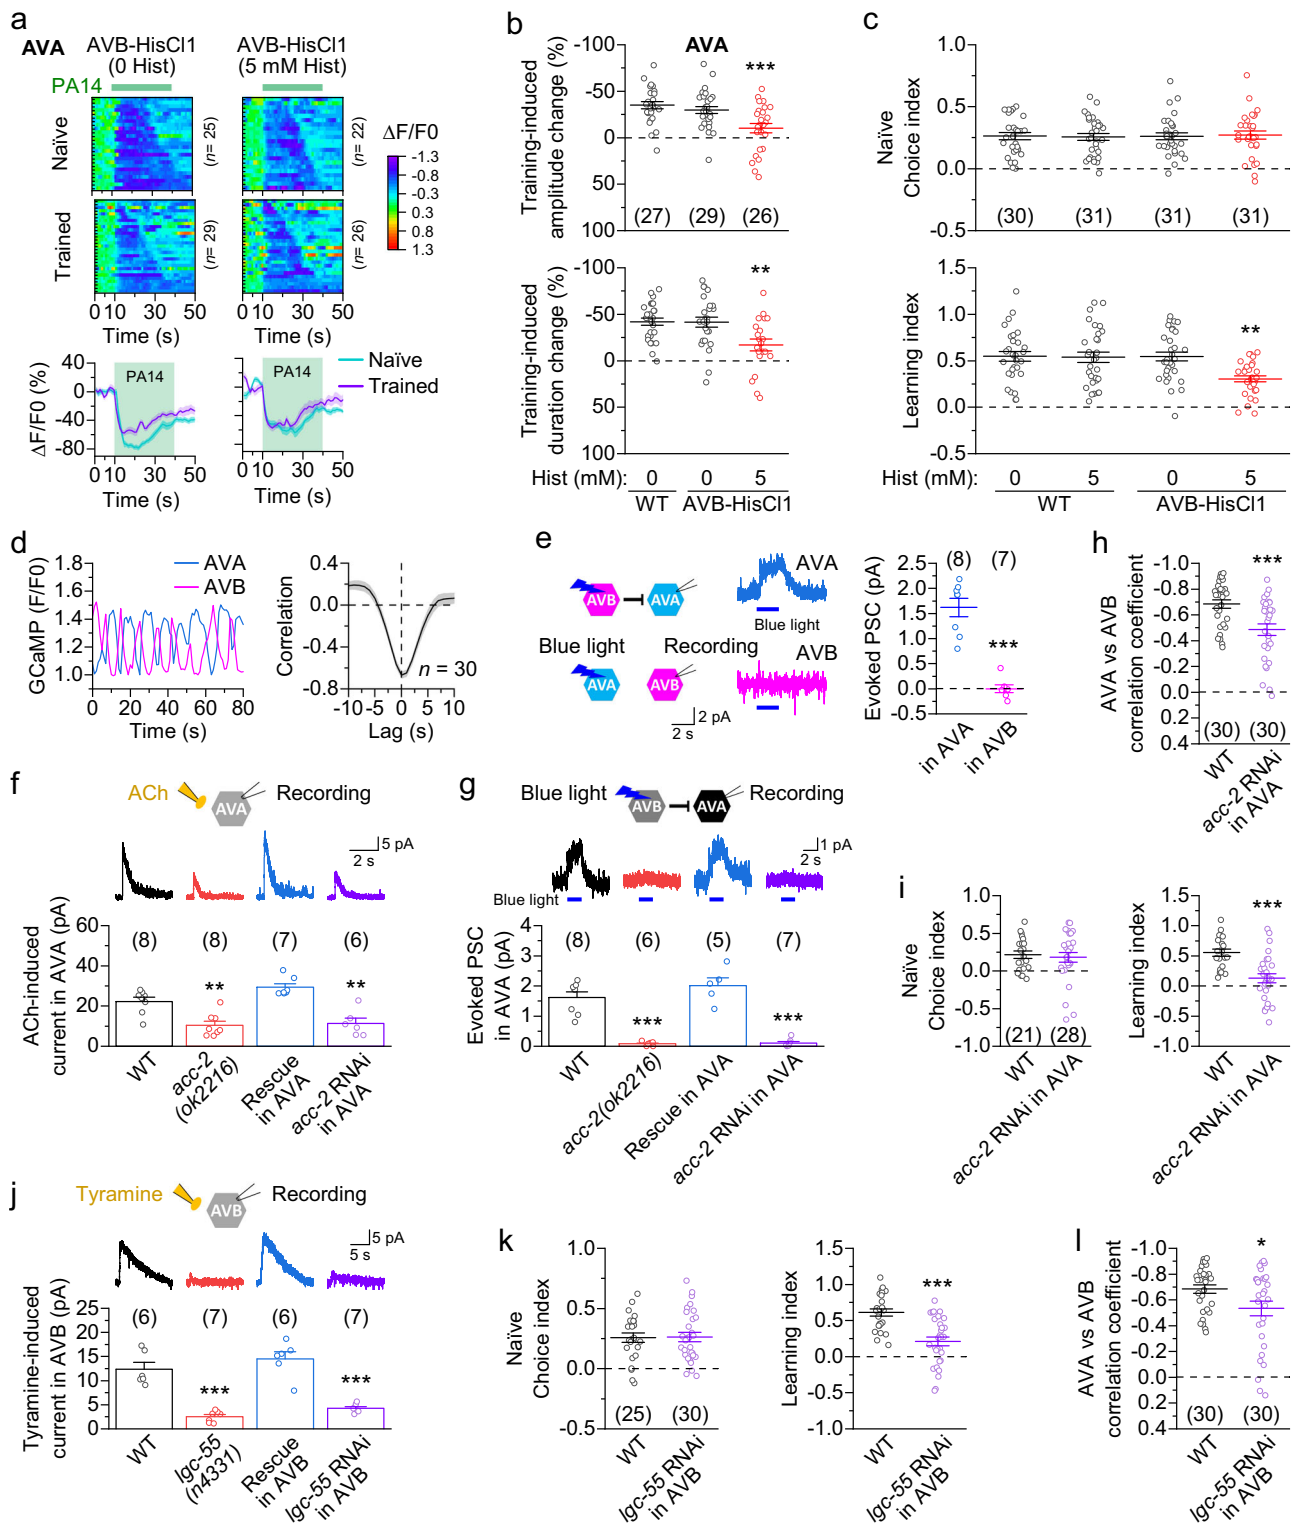 a
AVA
AVB-HisCl1
(0 Hist)
AVB-HisCl1
(5 mM Hist)
PA14
Naïve
(n= 25)
(n= 22)
Trained
(n= 29)
(n= 26)
ΔF/F0
-1.3
-0.8
-0.3
0.3
0.8
1.3
0 10 30 50
0 10 30 50
Time (s)
Time (s)
Naïve
Trained
ΔF/F0 (%)
40
0
-40
-80
PA14
PA14
0 10 30 50
0 10 30 50
Time (s)
Time (s)
b
AVA
Training-induced
amplitude change (%)
-100
-50
0
50
100
***
(27) (29) (26)
Training-induced
duration change (%)
-100
-50
0
50
100
**
Hist (mM): 0 0 5
WT AVB-HisCl1
c
Naïve
Choice index
1.0
0.5
0.0
-0.5
(30) (31) (31) (31)
Learning index
1.5
1.0
0.5
0.0
-0.5
**
Hist (mM): 0 5 0 5
WT AVB-HisCl1
d
GCaMP (F/F0)
1.8
1.6
1.4
1.2
1.0
AVA
AVB
0 20 40 60 80
Time (s)
Correlation
0.4
0.0
-0.4
-0.8
n = 30
-10 -5 0 5 10
Lag (s)
e
AVB
AVA
AVA
Blue light
Blue light
Recording
AVA
AVB
AVB
2 pA
2 s
Evoked PSC (pA)
(8) (7)
2.5
2.0
1.5
1.0
0.5
0.0
-0.5
***
in AVA
in AVB
h
AVA vs AVB
correlation coefficient
-1.0
-0.8
-0.6
-0.4
-0.2
0.0
0.2
0.4
***
(30) (30)
WT
acc-2 RNAi
in AVA
f
ACh
AVA
Recording
5 pA
2 s
ACh-induced
current in AVA (pA)
60
40
20
0
(8) (8) (7) (6)
** **
WT
acc-2
(ok2216)
Rescue
in AVA
acc-2 RNAi
in AVA
g
Blue light
AVB
AVA
Recording
1 pA
2 s
Blue light
Evoked PSC
in AVA (pA)
4
3
2
1
0
(8) (6) (5) (7)
*** ***
WT
acc-2(ok2216)
Rescue in AVA
acc-2 RNAi in AVA
i
Naïve
Choice index
1.0
0.5
0.0
-0.5
-1.0
(21) (28)
WT
acc-2 RNAi in AVA
Learning index
1.5
1.0
0.5
0.0
-0.5
-1.0
***
WT
acc-2 RNAi in AVA
j
Tyramine
AVB
Recording
5 pA
5 s
Tyramine-induced
current in AVB (pA)
25
20
15
10
5
0
(6) (7) (6) (7)
*** ***
WT
lgc-55
(n4331)
Rescue
in AVB
lgc-55 RNAi
in AVB
k
Naïve
Choice index
1.0
0.5
0.0
-0.5
(25) (30)
WT
lgc-55 RNAi
in AVB
Learning index
1.5
1.0
0.5
0.0
-0.5
-1.0
***
WT
lgc-55 RNAi
in AVB
l
AVA vs AVB
correlation coefficient
-1.0
-0.8
-0.6
-0.4
-0.2
0.0
0.2
0.4
*
(30) (30)
WT
lgc-55 RNAi
in AVB